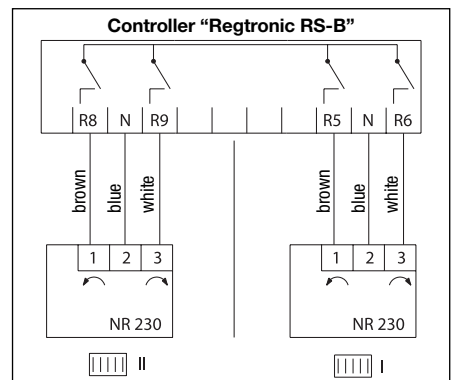 Controller “Regtronic RS-B”
R8 N R9 R5 N R6
brown blue white brown blue white
1 2 3 1 2 3
NR 230 NR 230
II I